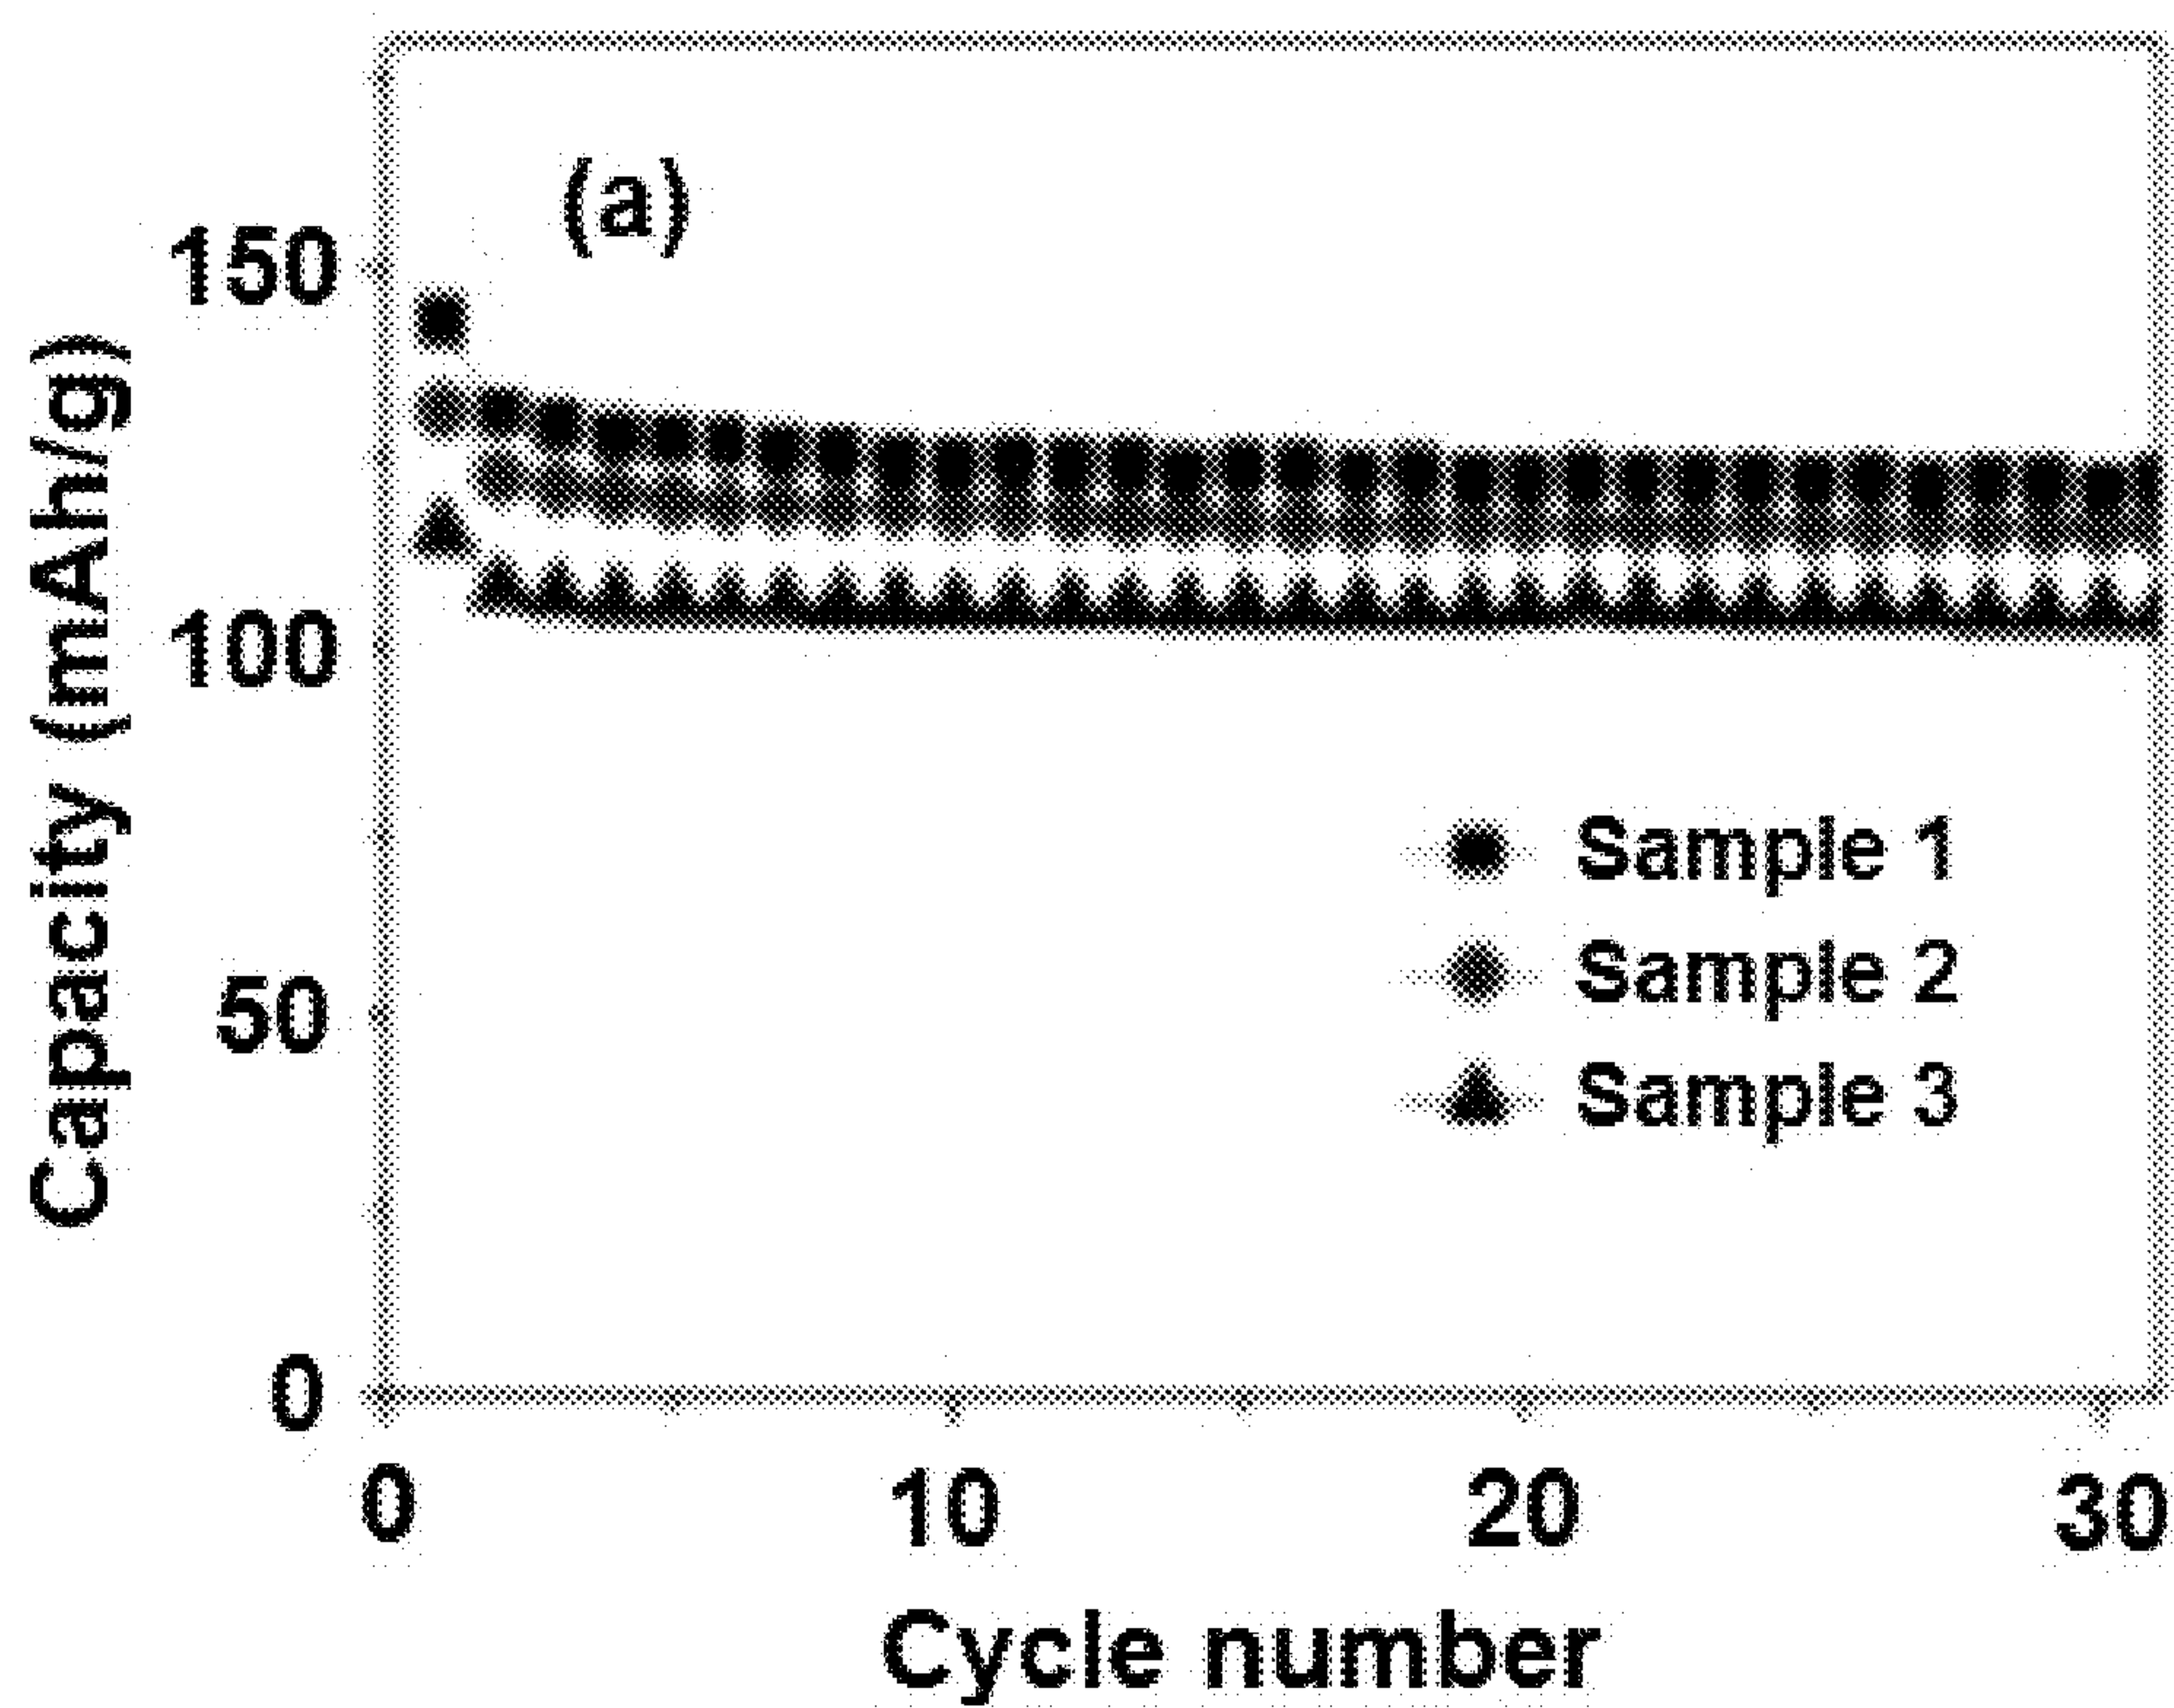 (a)
150
100
50
0
Capacity (mAh/g)
Sample 1
Sample 2
Sample 3
0 10 20 30
Cycle number